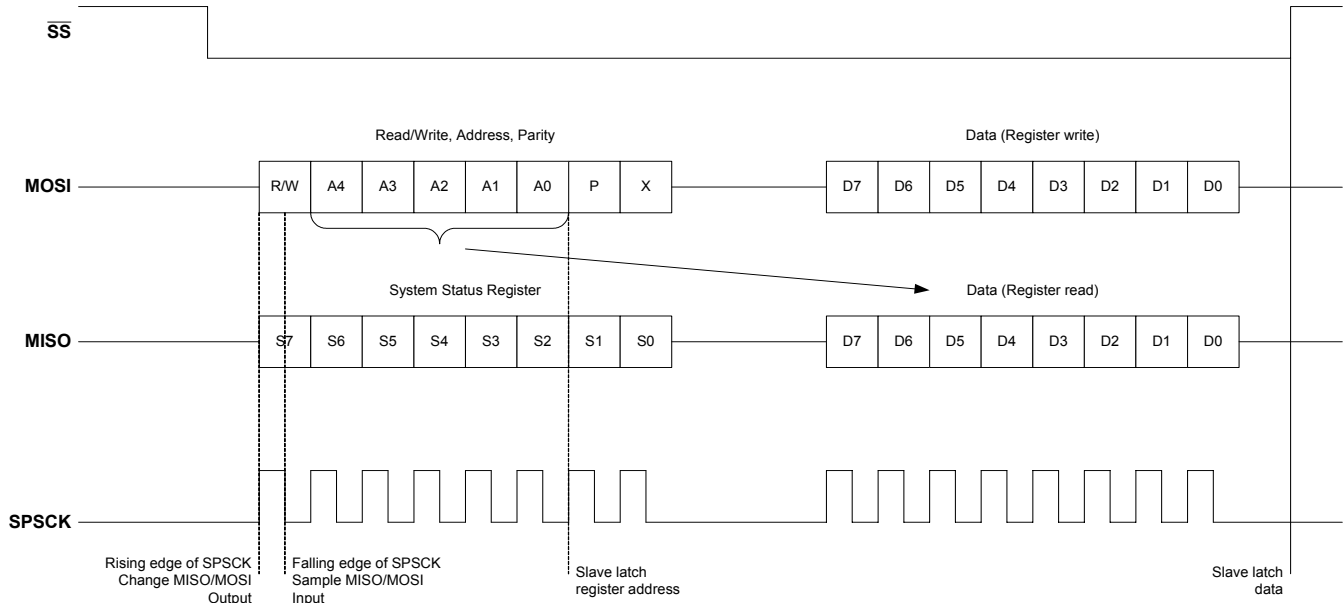 SS
Read/Write, Address, Parity
Data (Register write)
MOSI
R/W A4 A3 A2 A1 A0 P X
D7 D6 D5 D4 D3 D2 D1 D0
System Status Register
Data (Register read)
MISO
S7 S6 S5 S4 S3 S2 S1 S0
D7 D6 D5 D4 D3 D2 D1 D0
SPSCK
Rising edge of SPSCK
Change MISO/MOSI
Output
Falling edge of SPSCK
Sample MISO/MOSI
Input
Slave latch
register address
Slave latch
data